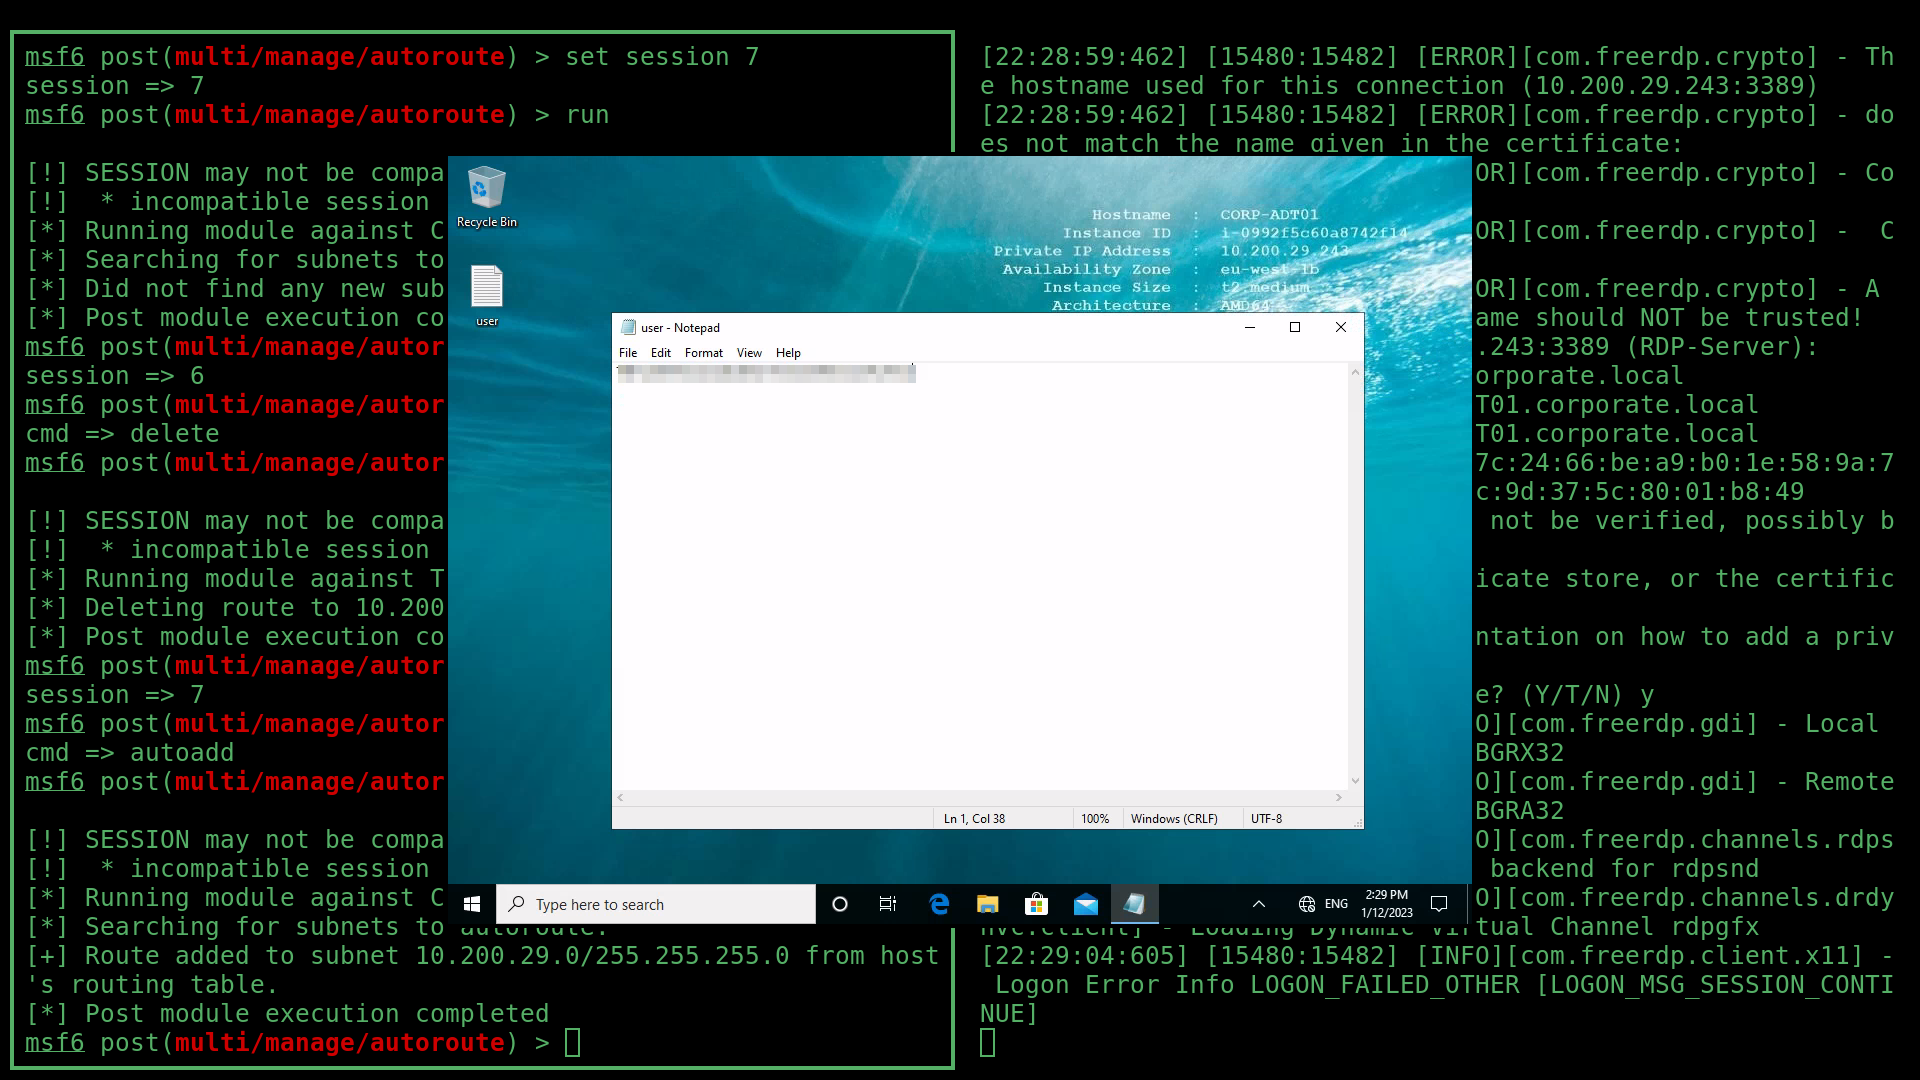 msf6 post(multi/manage/autoroute) > set session 7
session => 7
msf6 post(multi/manage/autoroute) > run
[!] SESSION may not be compa
[!]  * incompatible session
[*] Running module against C
[*] Searching for subnets to
[*] Did not find any new sub
[*] Post module execution co
msf6 post(multi/manage/autor
session => 6
msf6 post(multi/manage/autor
cmd => delete
msf6 post(multi/manage/autor
[!] SESSION may not be compa
[!]  * incompatible session
[*] Running module against T
[*] Deleting route to 10.200
[*] Post module execution co
msf6 post(multi/manage/autor
session => 7
msf6 post(multi/manage/autor
cmd => autoadd
msf6 post(multi/manage/autor
[!] SESSION may not be compa
[!]  * incompatible session
[*] Running module against C
[*] Searching for subnets to autoroute.
[+] Route added to subnet 10.200.29.0/255.255.255.0 from host
's routing table.
[*] Post module execution completed
msf6 post(multi/manage/autoroute) >
[22:28:59:462] [15480:15482] [ERROR][com.freerdp.crypto] - Th
e hostname used for this connection (10.200.29.243:3389)
[22:28:59:462] [15480:15482] [ERROR][com.freerdp.crypto] - do
es not match the name given in the certificate:
OR][com.freerdp.crypto] - Co
OR][com.freerdp.crypto] -  C
OR][com.freerdp.crypto] - A
ame should NOT be trusted!
.243:3389 (RDP-Server):
orporate.local
T01.corporate.local
T01.corporate.local
7c:24:66:be:a9:b0:1e:58:9a:7
c:9d:37:5c:80:01:b8:49
not be verified, possibly b
icate store, or the certific
ntation on how to add a priv
e? (Y/T/N) y
O][com.freerdp.gdi] - Local
BGRX32
O][com.freerdp.gdi] - Remote
BGRA32
O][com.freerdp.channels.rdps
backend for rdpsnd
O][com.freerdp.channels.drdy
nvc.client] - Loading Dynamic Virtual Channel rdpgfx
[22:29:04:605] [15480:15482] [INFO][com.freerdp.client.x11] -
Logon Error Info LOGON_FAILED_OTHER [LOGON_MSG_SESSION_CONTI
NUE]
Recycle Bin
user
Hostname : CORP-ADT01
Instance ID : i-0992f5c60a8742f14
Private IP Address : 10.200.29.243
Availability Zone : eu-west-1b
Instance Size : t2.medium
Architecture : AMD64
user - Notepad
File Edit Format View Help
Ln 1, Col 38 100% Windows (CRLF) UTF-8
Type here to search
ENG
2:29 PM
1/12/2023